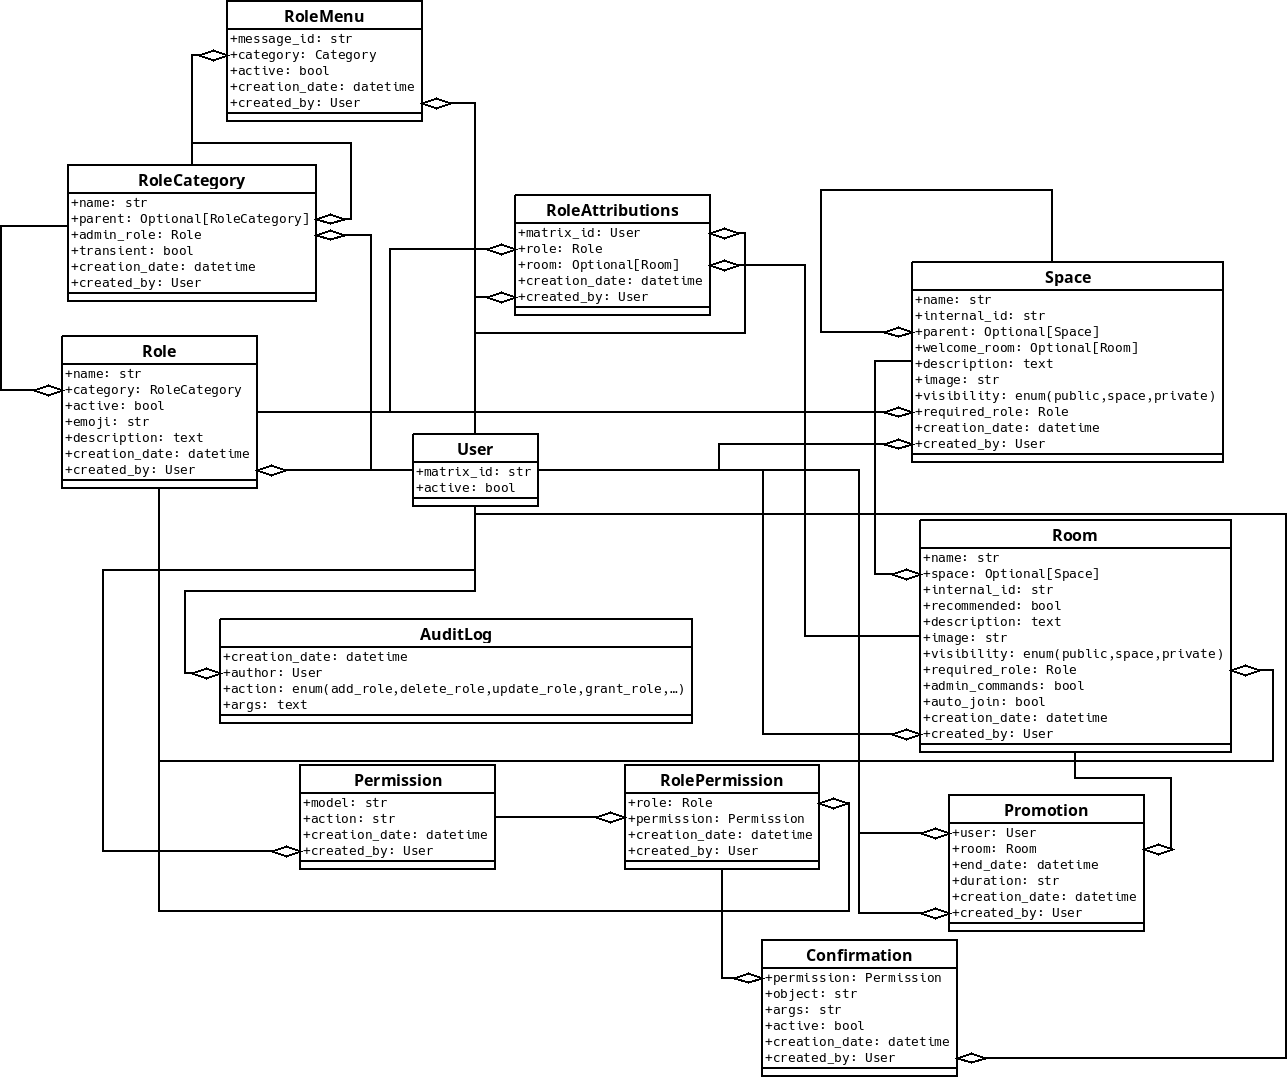 RoleMenu
+message_id: str
+category: Category
+active: bool
+creation_date: datetime
+created_by: User
RoleCategory
+name: str
+parent: Optional[RoleCategory]
+admin_role: Role
+transient: bool
+creation_date: datetime
+created_by: User
RoleAttributions
+matrix_id: User
+role: Role
+room: Optional[Room]
+creation_date: datetime
+created_by: User
Space
+name: str
+internal_id: str
+parent: Optional[Space]
+welcome_room: Optional[Room]
+description: text
+image: str
+visibility: enum(public,space,private)
+required_role: Role
+creation_date: datetime
+created_by: User
Role
+name: str
+category: RoleCategory
+active: bool
+emoji: str
+description: text
+creation_date: datetime
+created_by: User
User
+matrix_id: str
+active: bool
Room
+name: str
+space: Optional[Space]
+internal_id: str
+recommended: bool
+description: text
+image: str
+visibility: enum(public,space,private)
+required_role: Role
+admin_commands: bool
+auto_join: bool
+creation_date: datetime
+created_by: User
AuditLog
+creation_date: datetime
+author: User
+action: enum(add_role,delete_role,update_role,grant_role,…)
+args: text
Permission
+model: str
+action: str
+creation_date: datetime
+created_by: User
RolePermission
+role: Role
+permission: Permission
+creation_date: datetime
+created_by: User
Promotion
+user: User
+room: Room
+end_date: datetime
+duration: str
+creation_date: datetime
+created_by: User
Confirmation
+permission: Permission
+object: str
+args: str
+active: bool
+creation_date: datetime
+created_by: User